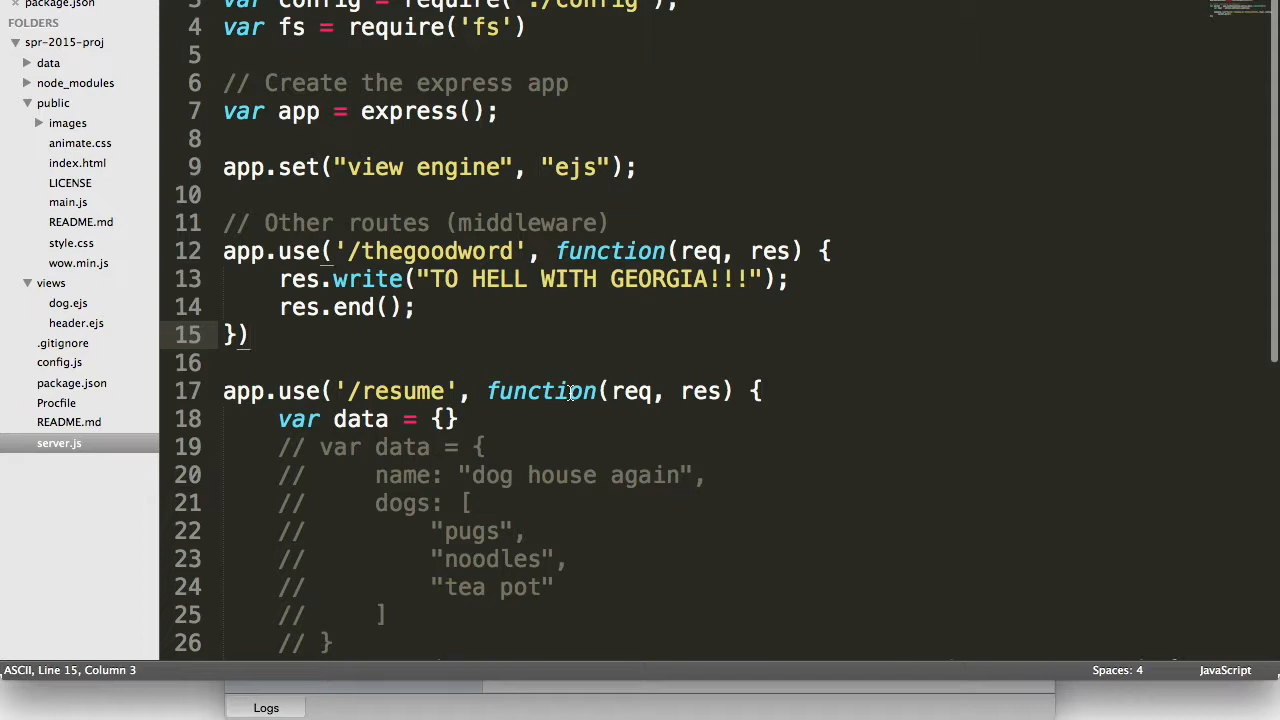 package.json
FOLDERS
spr-2015-proj
data
node_modules
public
images
animate.css
index.html
LICENSE
main.js
README.md
style.css
wow.min.js
views
dog.ejs
header.ejs
.gitignore
config.js
package.json
Procfile
README.md
server.js
3 var config = require('./config');
4 var fs = require('fs')
5
6 // Create the express app
7 var app = express();
8
9 app.set("view engine", "ejs");
10
11 // Other routes (middleware)
12 app.use('/thegoodword', function(req, res) {
13 res.write("TO HELL WITH GEORGIA!!!");
14 res.end();
15 })
16
17 app.use('/resume', function(req, res) {
18 var data = {}
19 // var data = {
20 // name: "dog house again",
21 // dogs: [
22 // "pugs",
23 // "noodles",
24 // "tea pot"
25 // ]
26 // }
ASCII, Line 15, Column 3
Spaces: 4
JavaScript
Logs